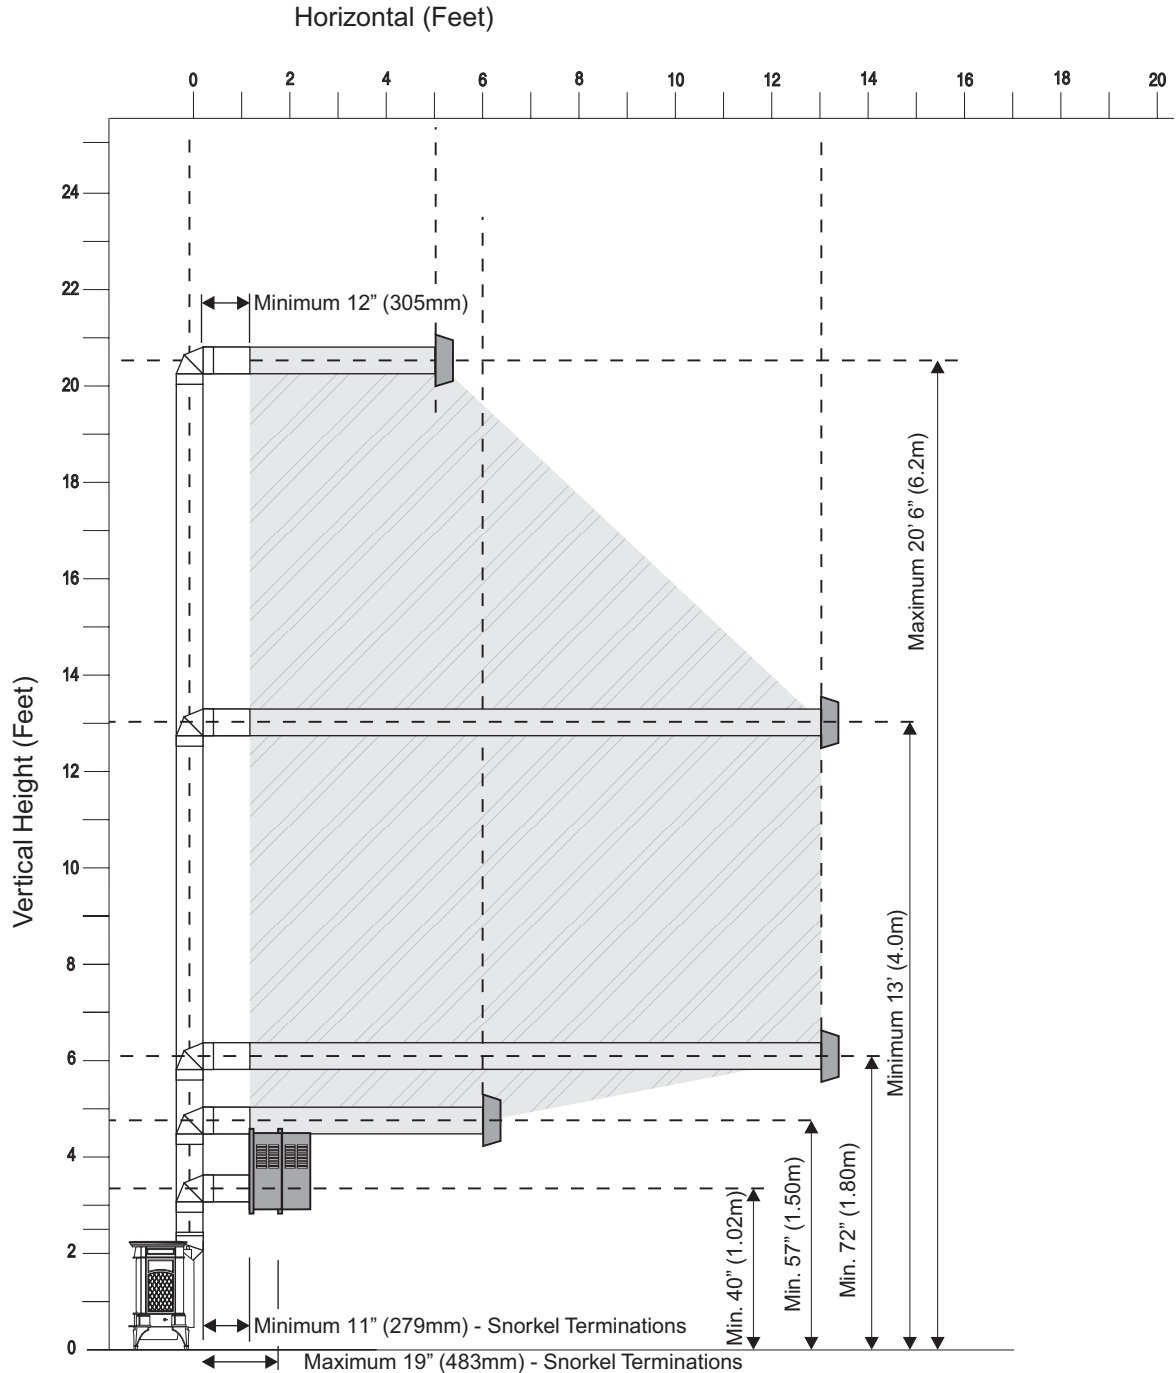 Horizontal (Feet)
0 2 4 6 8 10 12 14 16 18 20
24
22
Minimum 12” (305mm)
20
18
Maximum 20’ 6” (6.2m)
16
14
Vertical Height (Feet)
12
10
8
Minimum 13’ (4.0m)
6
4
Min. 40” (1.02m)
Min. 57” (1.50m)
Min. 72” (1.80m)
2
Minimum 11” (279mm) - Snorkel Terminations
0
Maximum 19” (483mm) - Snorkel Terminations